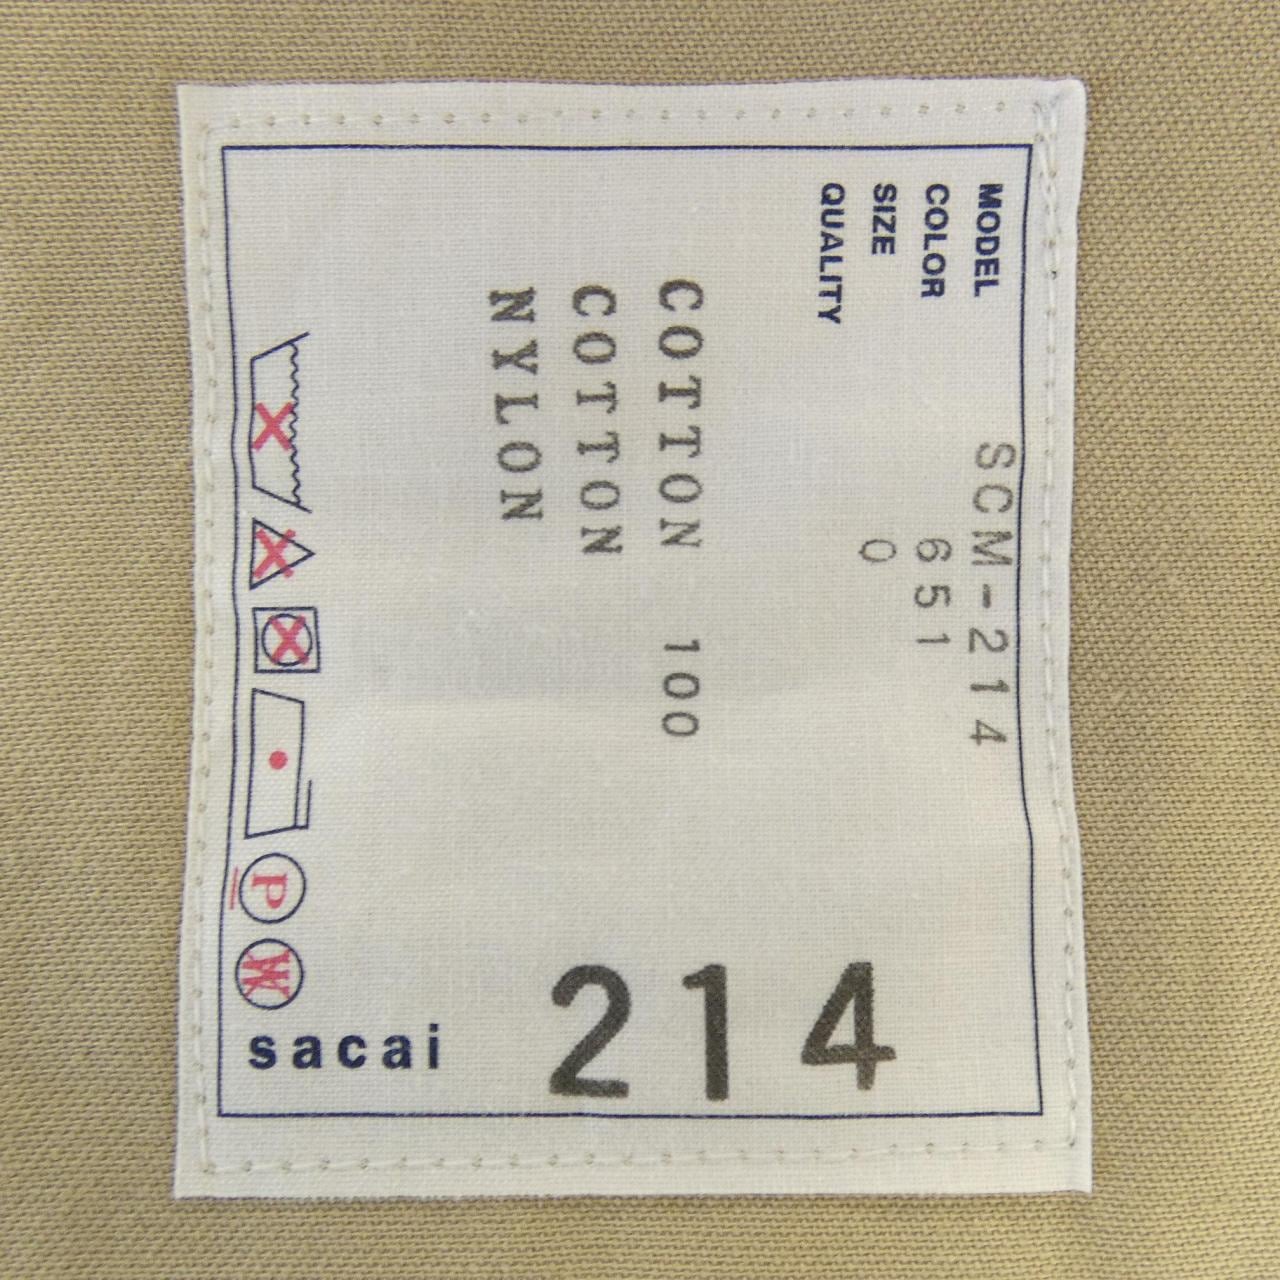 MODEL SCM-214
COLOR 651
SIZE 0
QUALITY
COTTON 100
COTTON
NYLON
P
W
sacai
214